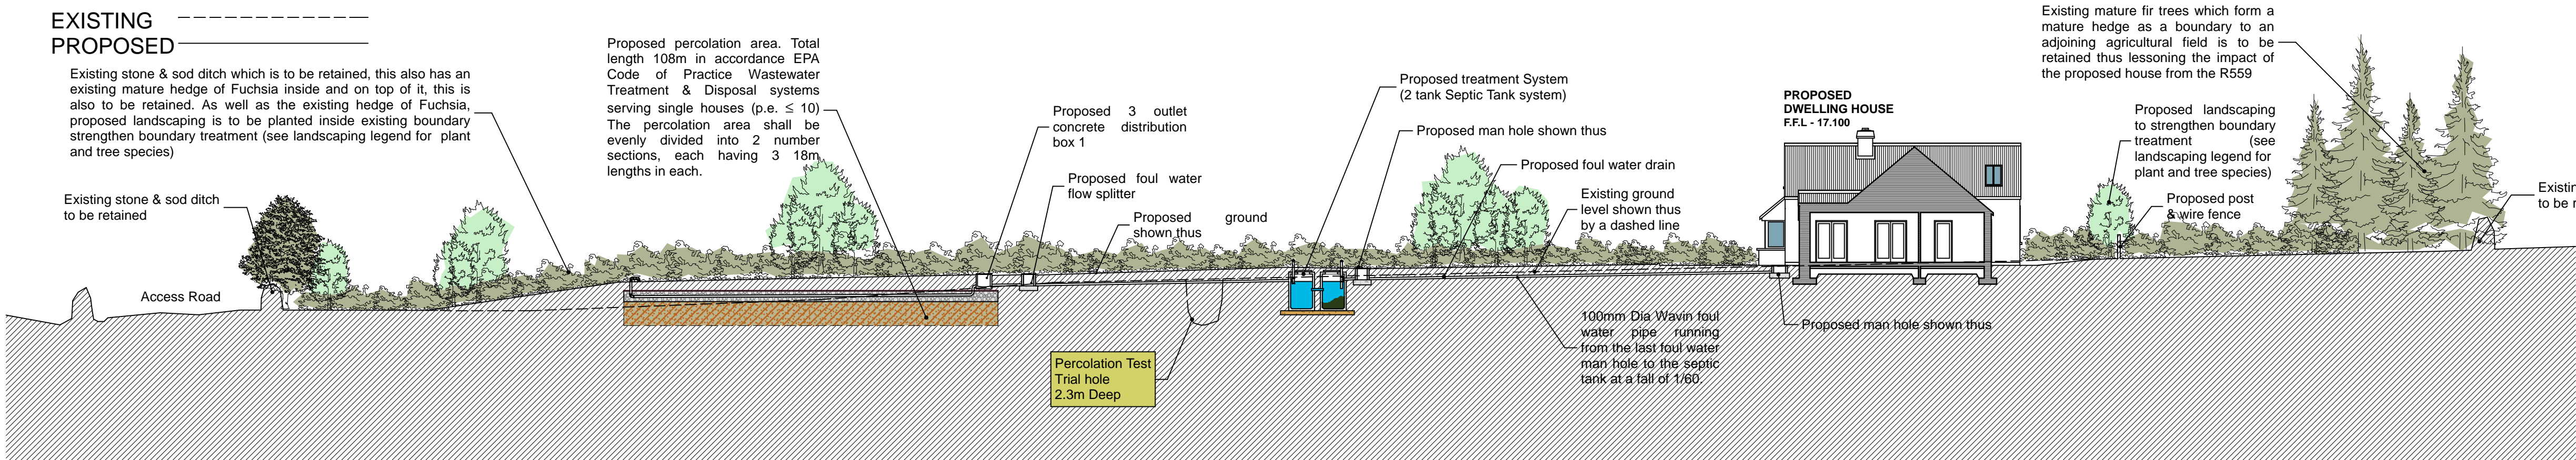 EXISTING
PROPOSED
Existing stone & sod ditch which is to be retained, this also has an
existing mature hedge of Fuchsia inside and on top of it, this is
also to be retained. As well as the existing hedge of Fuchsia,
proposed landscaping is to be planted inside existing boundary
strengthen boundary treatment (see landscaping legend for plant
and tree species)
Existing stone & sod ditch
to be retained
Access Road
Proposed percolation area. Total
length 108m in accordance EPA
Code of Practice Wastewater
Treatment & Disposal systems
serving single houses (p.e. ≤ 10)
The percolation area shall be
evenly divided into 2 number
sections, each having 3 18m
lengths in each.
Proposed 3 outlet
concrete distribution
box 1
Proposed foul water
flow splitter
Proposed ground
shown thus
Percolation Test
Trial hole
2.3m Deep
Proposed treatment System
(2 tank Septic Tank system)
Proposed man hole shown thus
Proposed foul water drain
Existing ground
level shown thus
by a dashed line
100mm Dia Wavin foul
water pipe running
from the last foul water
man hole to the septic
tank at a fall of 1/60.
PROPOSED
DWELLING HOUSE
F.F.L - 17.100
Proposed man hole shown thus
Existing mature fir trees which form a
mature hedge as a boundary to an
adjoining agricultural field is to be
retained thus lessoning the impact of
the proposed house from the R559
Proposed landscaping
to strengthen boundary
treatment (see
landscaping legend for
plant and tree species)
Proposed post
& wire fence
to be